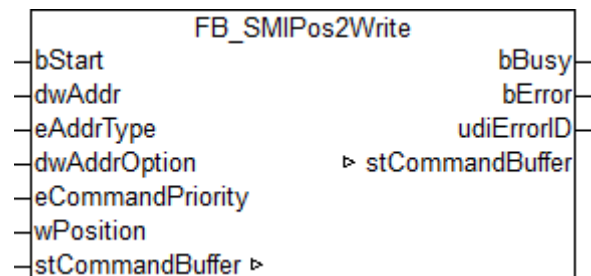 FB_SMIPos2Write
bStart bBusy
dwAddr bError
eAddrType udiErrorID
dwAddrOption ▹ stCommandBuffer
eCommandPriority
wPosition
stCommandBuffer ▹